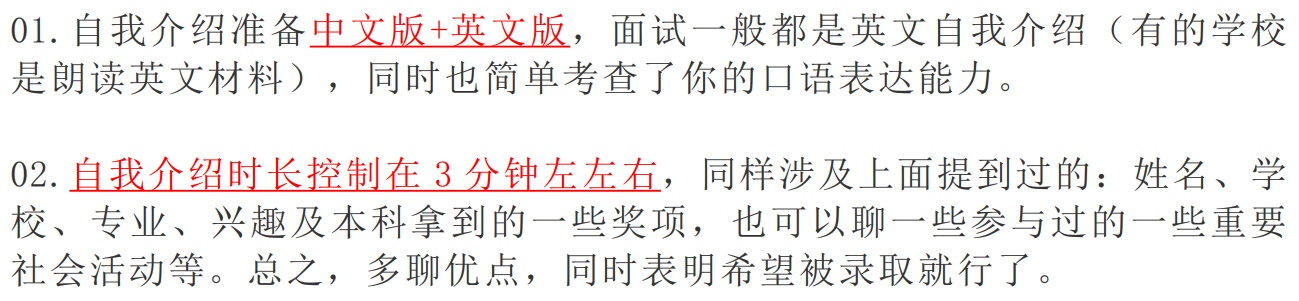 01.自我介绍准备中文版+英文版，面试一般都是英文自我介绍（有的学校
是朗读英文材料），同时也简单考查了你的口语表达能力。
02.自我介绍时长控制在 3 分钟左左右，同样涉及上面提到过的：姓名、学
校、专业、兴趣及本科拿到的一些奖项，也可以聊一些参与过的一些重要
社会活动等。总之，多聊优点，同时表明希望被录取就行了。